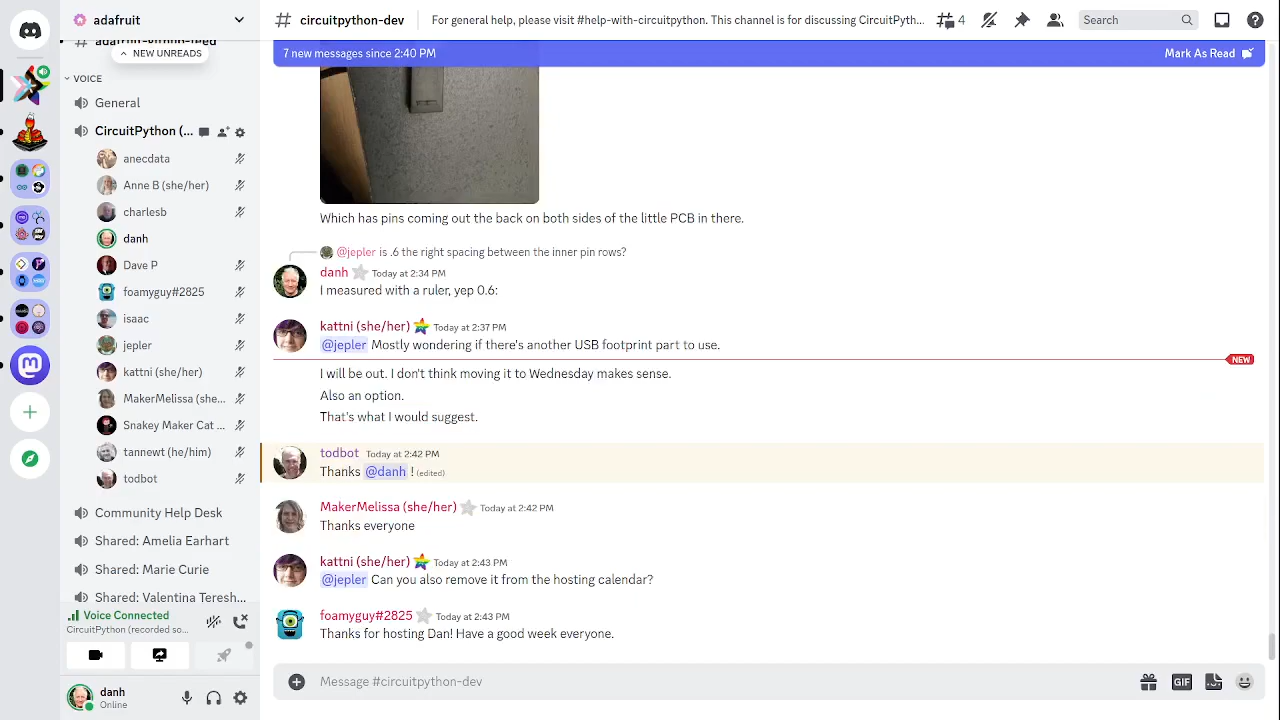 adafruit
circuitpython-dev
For general help, please visit #help-with-circuitpython. This channel is for discussing CircuitPyth...
4
Search
NEW UNREADS
VOICE
General
CircuitPython (...
anecdata
Anne B (she/her)
charlesb
danh
Dave P
foamyguy#2825
isaac
jepler
kattni (she/her)
MakerMelissa (she...
Snakey Maker Cat ...
tannewt (he/him)
todbot
Community Help Desk
Shared: Amelia Earhart
Shared: Marie Curie
Shared: Valentina Teresh...
Voice Connected
CircuitPython (recorded so...
danh
Online
7 new messages since 2:40 PM
Mark As Read
Which has pins coming out the back on both sides of the little PCB in there.
@jepler is .6 the right spacing between the inner pin rows?
danh Today at 2:34 PM
I measured with a ruler, yep 0.6:
kattni (she/her) Today at 2:37 PM
@jepler Mostly wondering if there's another USB footprint part to use.
NEW
I will be out. I don't think moving it to Wednesday makes sense.
Also an option.
That's what I would suggest.
todbot Today at 2:42 PM
Thanks @danh ! (edited)
MakerMelissa (she/her) Today at 2:42 PM
Thanks everyone
kattni (she/her) Today at 2:43 PM
@jepler Can you also remove it from the hosting calendar?
foamyguy#2825 Today at 2:43 PM
Thanks for hosting Dan! Have a good week everyone.
Message #circuitpython-dev
GIF